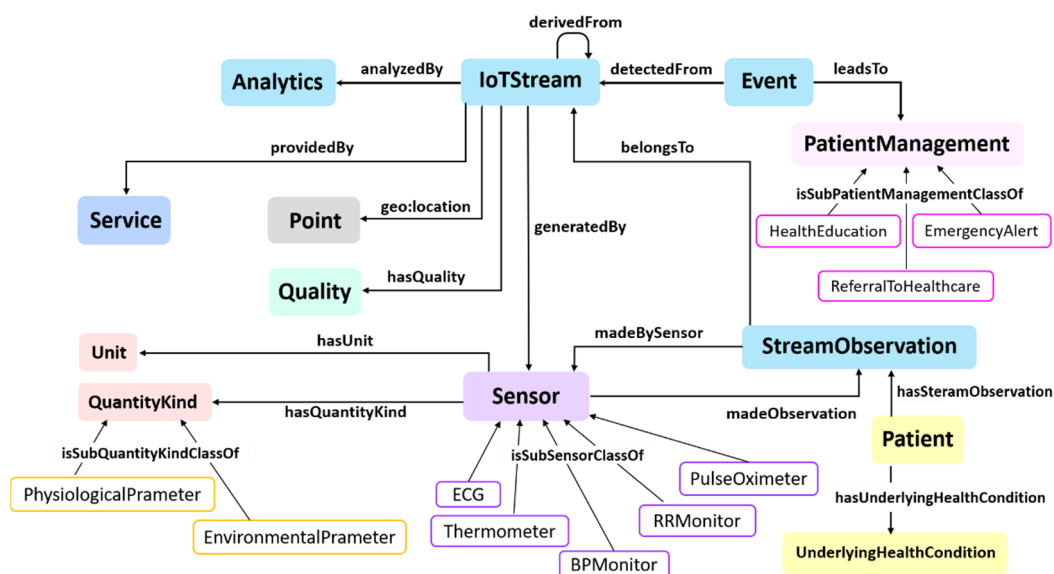 derivedFrom
Analytics
analyzedBy
IoTStream
detectedFrom
Event
leadsTo
providedBy
belongsTo
PatientManagement
isSubPatientManagementClassOf
Service
Point
geo:location
generatedBy
HealthEducation
EmergencyAlert
Quality
hasQuality
ReferralToHealthcare
Unit
hasUnit
madeBySensor
StreamObservation
QuantityKind
hasQuantityKind
Sensor
madeObservation
hasSteramObservation
Patient
isSubQuantityKindClassOf
isSubSensorClassOf
PhysiologicalPrameter
ECG
PulseOximeter
hasUnderlyingHealthCondition
EnvironmentalPrameter
Thermometer
RRMonitor
BPMonitor
UnderlyingHealthCondition